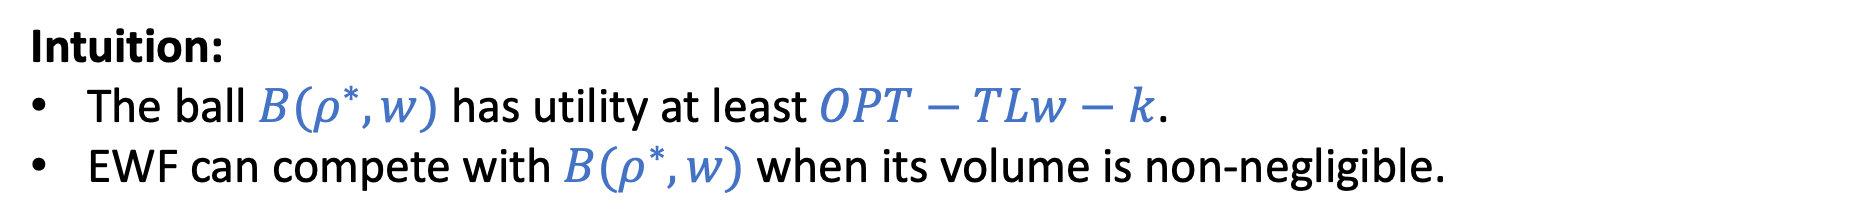 Intuition:
• The ball B(ρ*, w) has utility at least OPT − TLw − k.
• EWF can compete with B(ρ*, w) when its volume is non-negligible.